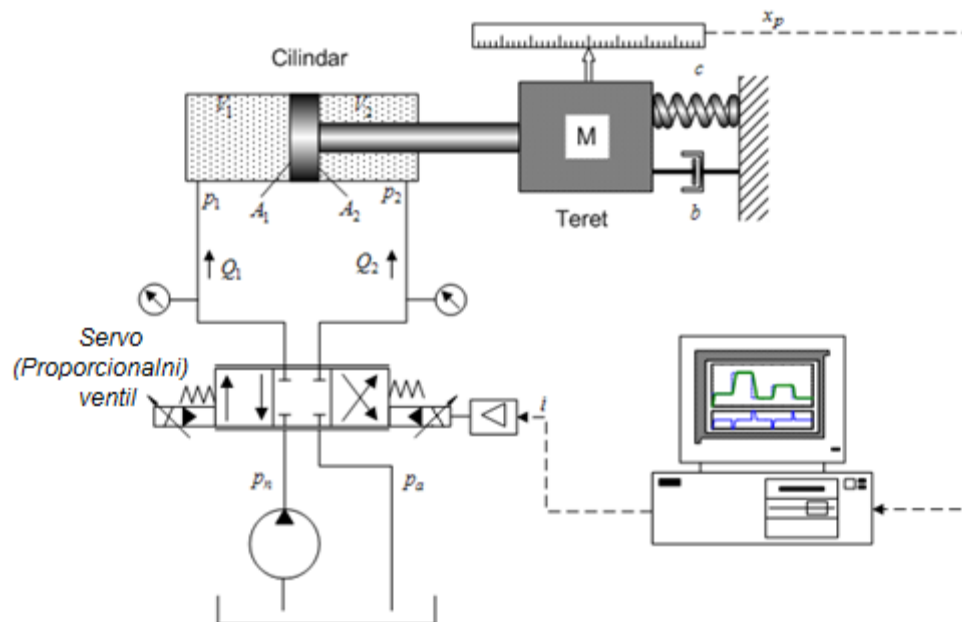 x_p
Cilindar
c
V_1
V_2
M
p_1
A_1
A_2
p_2
b
Teret
Q_1
Q_2
Servo
(Proporcionalni)
ventil
i
p_n
p_a